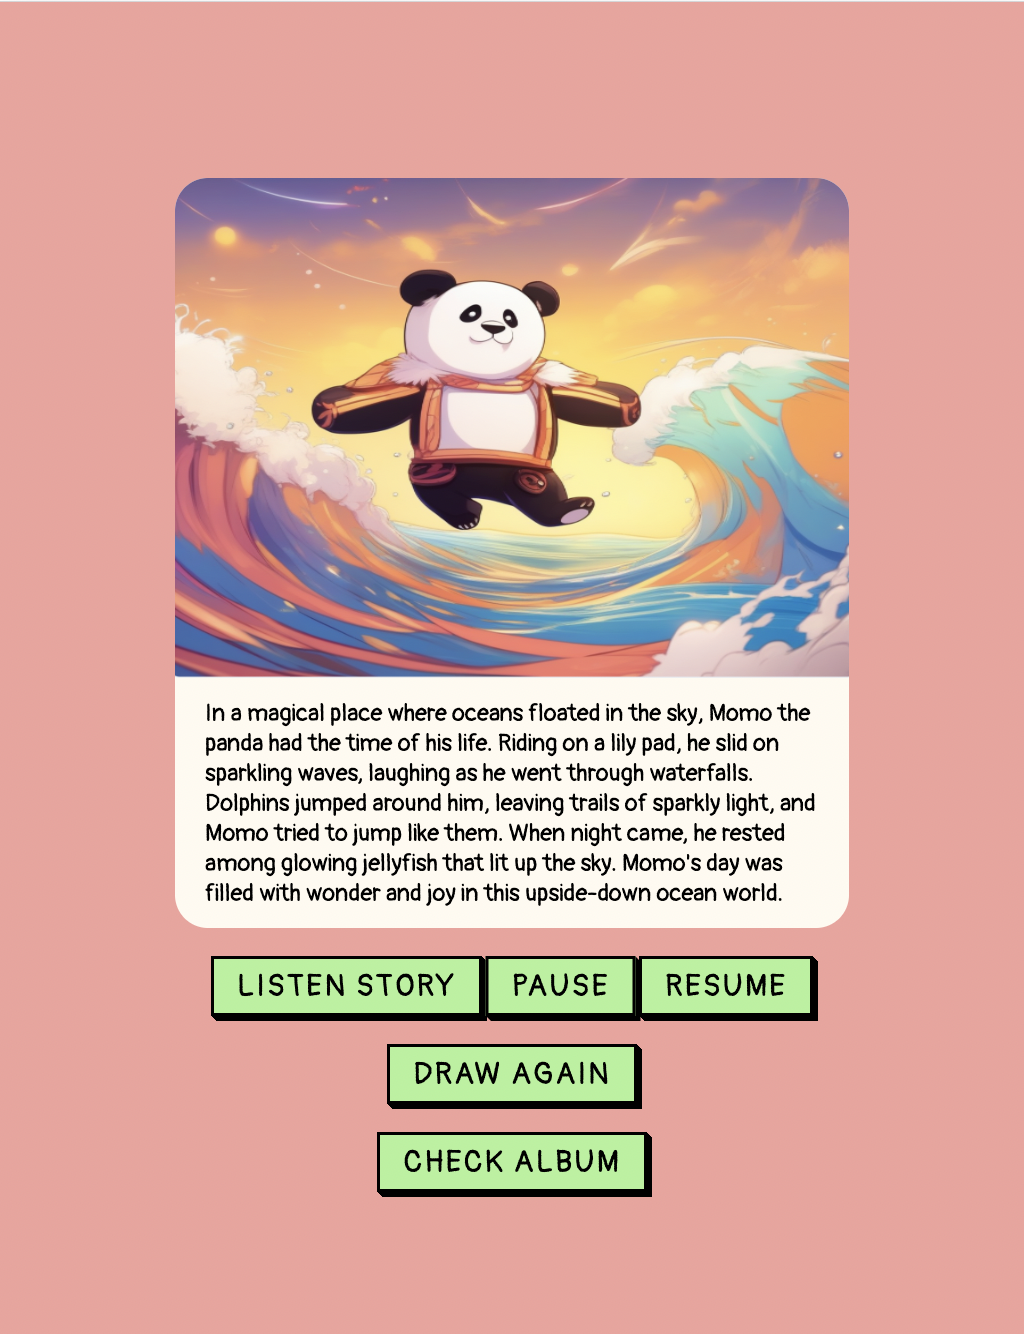 In a magical place where oceans floated in the sky, Momo the
panda had the time of his life. Riding on a lily pad, he slid on
sparkling waves, laughing as he went through waterfalls.
Dolphins jumped around him, leaving trails of sparkly light, and
Momo tried to jump like them. When night came, he rested
among glowing jellyfish that lit up the sky. Momo's day was
filled with wonder and joy in this upside-down ocean world.
LISTEN STORY PAUSE RESUME
DRAW AGAIN
CHECK ALBUM